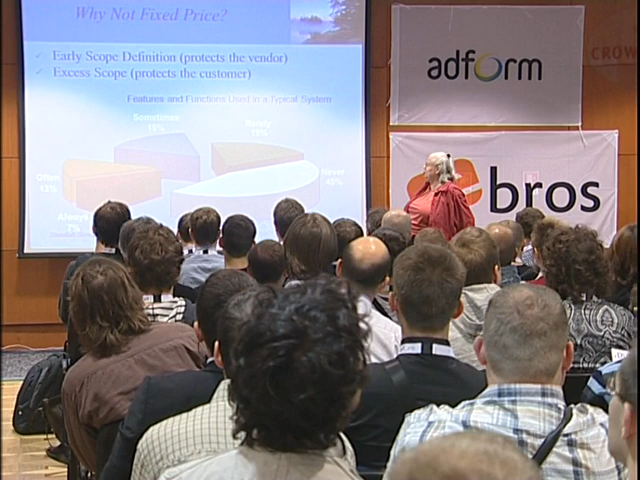 Why Not Fixed Price?
✓ Early Scope Definition (protects the vendor)
✓ Excess Scope (protects the customer)
Features and Functions Used in a Typical System
Sometimes
16%
Rarely
19%
Often
13%
Never
45%
Always
7%
adform
bros
CROW